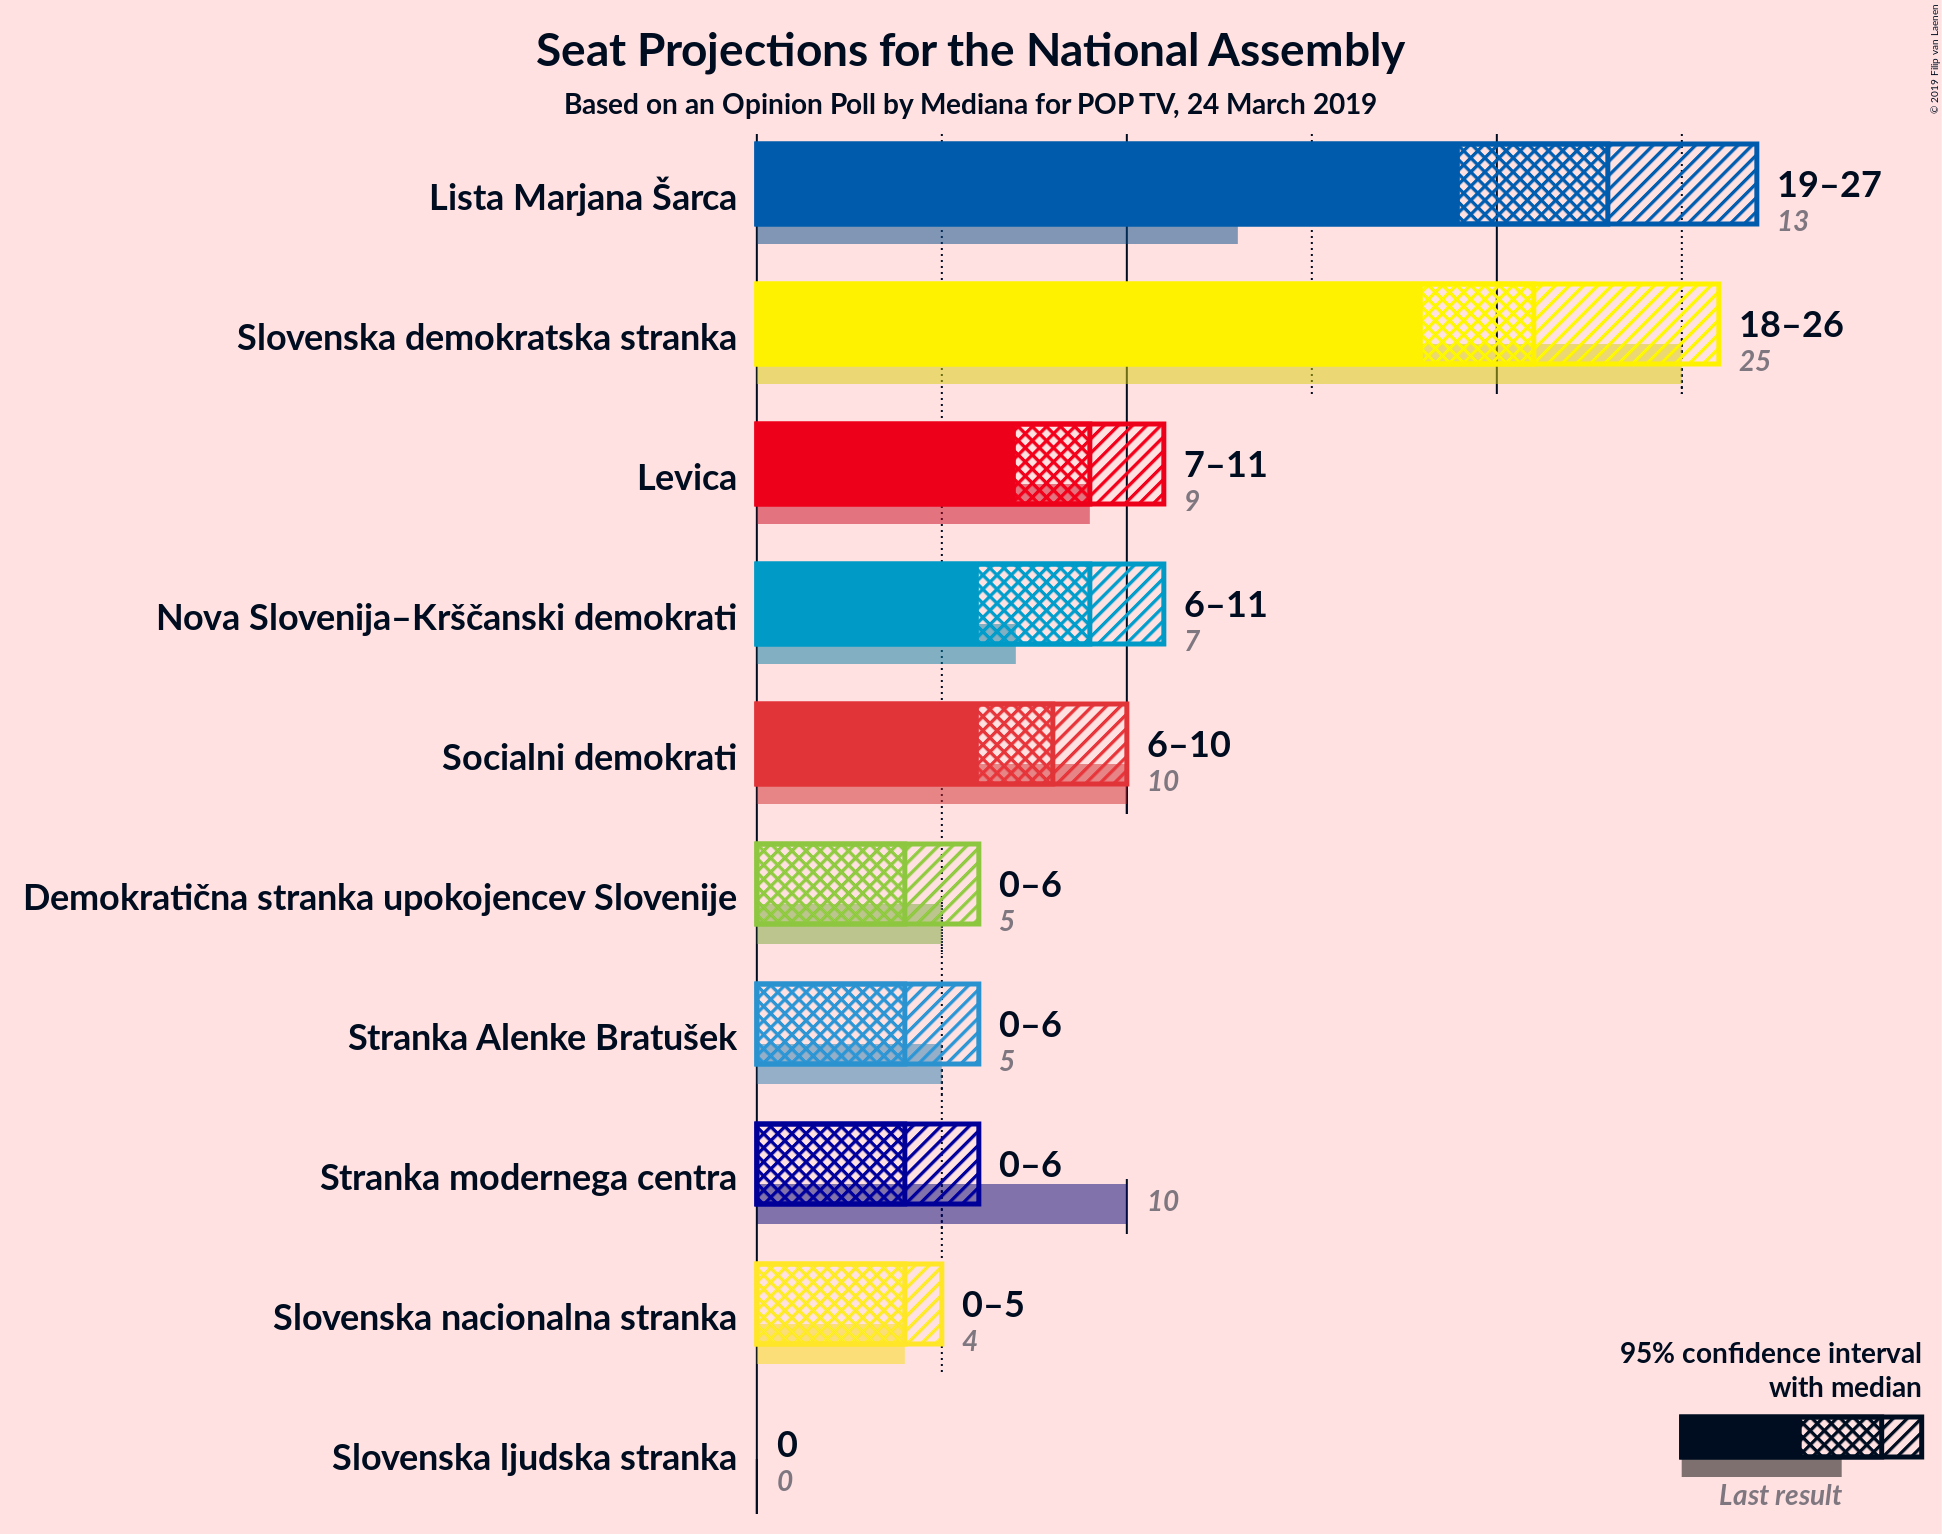 Seat Projections for the National Assembly
Based on an Opinion Poll by Mediana for POP TV, 24 March 2019
© 2019 Filip van Laenen
Lista Marjana Šarca
19–27
13
Slovenska demokratska stranka
18–26
25
Levica
7–11
9
Nova Slovenija–Krščanski demokrati
6–11
7
Socialni demokrati
6–10
10
Demokratična stranka upokojencev Slovenije
0–6
5
Stranka Alenke Bratušek
0–6
5
Stranka modernega centra
0–6
10
Slovenska nacionalna stranka
0–5
4
Slovenska ljudska stranka
0
0
95% confidence interval
with median
Last result